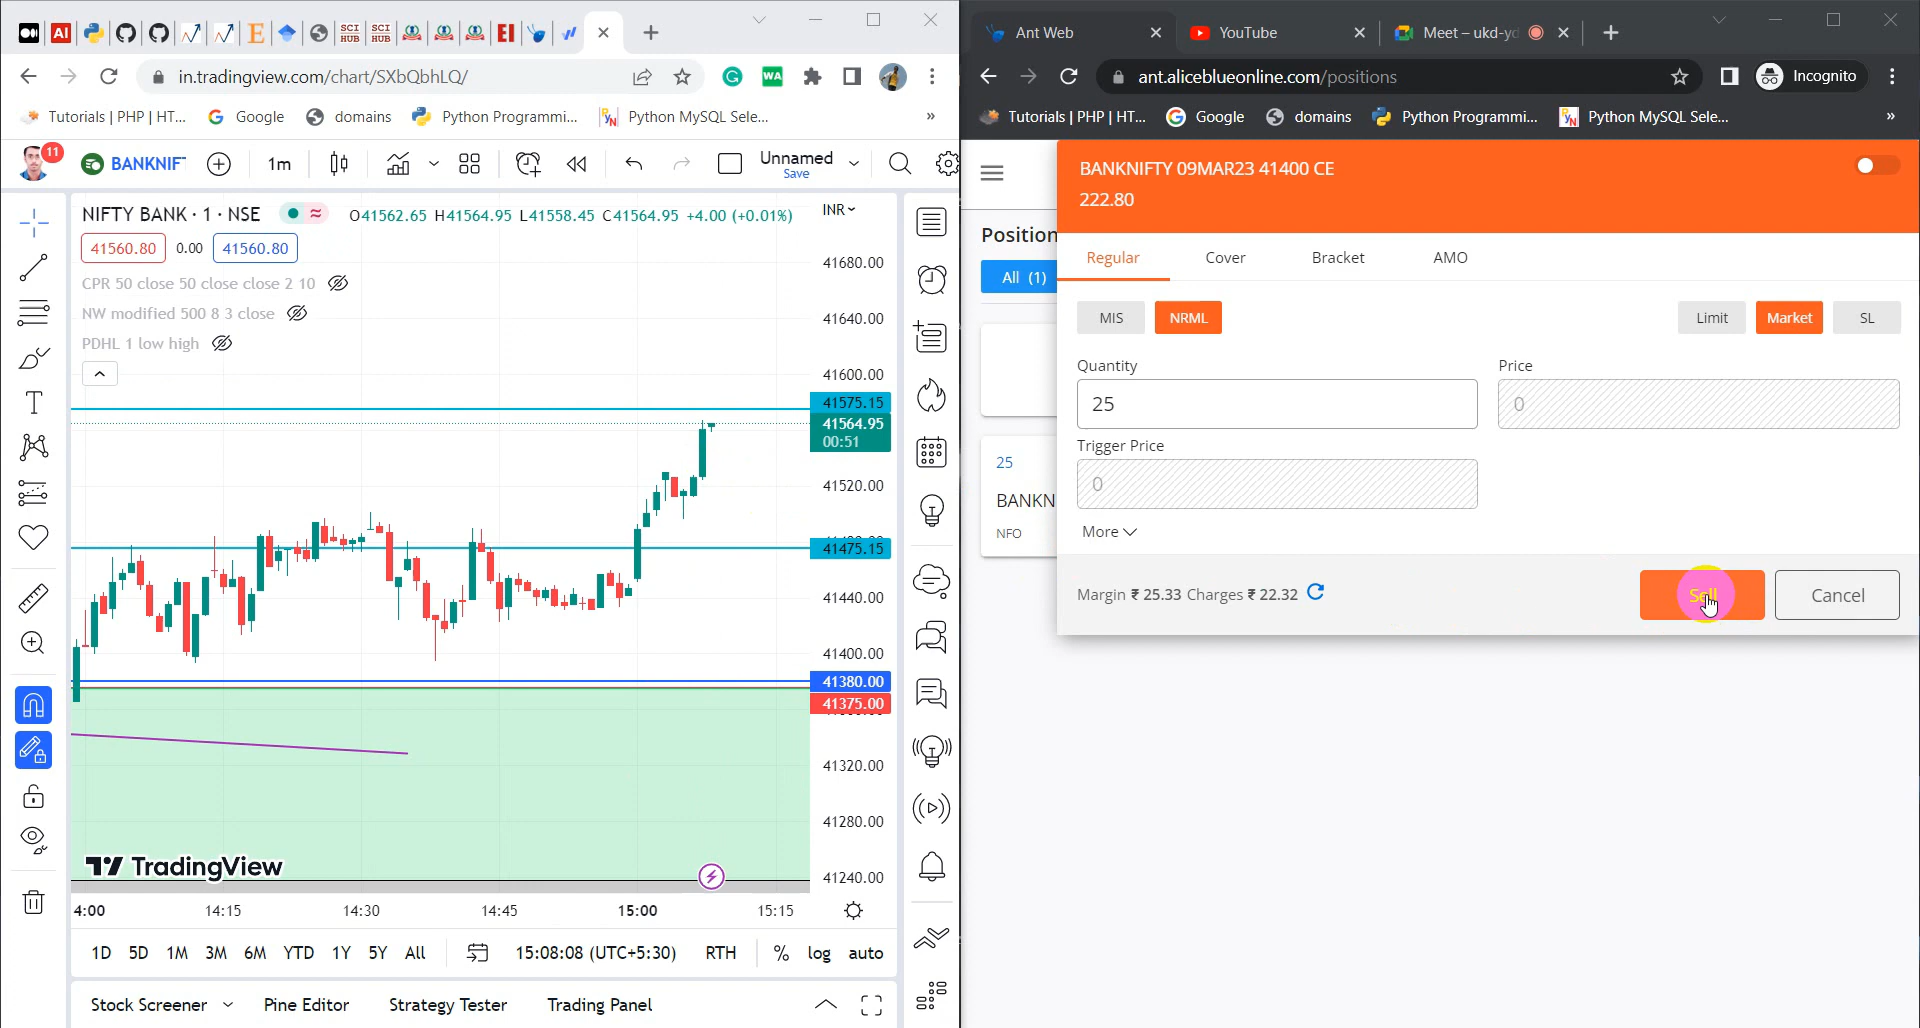 AI
SCI
HUB
SCI
HUB
EI
in.tradingview.com/chart/SXbQbhLQ/
WA
Tutorials | PHP | HT...
Google
domains
Python Programmi...
Python MySQL Sele...
»
11
BANKNIF
1m
Unnamed
Save
NIFTY BANK · 1 · NSE
O41562.65 H41564.95 L41558.45 C41564.95 +4.00 (+0.01%)
INR
41560.80
0.00
41560.80
CPR 50 close 50 close close 2 10
NW modified 500 8 3 close
PDHL 1 low high
41680.00
41640.00
41600.00
41575.15
41564.95
00:51
41520.00
41475.15
41440.00
41400.00
41380.00
41375.00
41320.00
41280.00
41240.00
TradingView
4:00
14:15
14:30
14:45
15:00
15:15
1D 5D 1M 3M 6M YTD 1Y 5Y All
15:08:08 (UTC+5:30)
RTH
%
log
auto
Stock Screener
Pine Editor
Strategy Tester
Trading Panel
Ant Web
YouTube
Meet – ukd-yd
ant.aliceblueonline.com/positions
Incognito
Tutorials | PHP | HT...
Google
domains
Python Programmi...
Python MySQL Sele...
»
Position
All (1)
25
BANKN
NFO
BANKNIFTY 09MAR23 41400 CE
222.80
Regular
Cover
Bracket
AMO
MIS
NRML
Limit
Market
SL
Quantity
25
Price
0
Trigger Price
0
More
Margin ₹ 25.33 Charges ₹ 22.32
Sell
Cancel